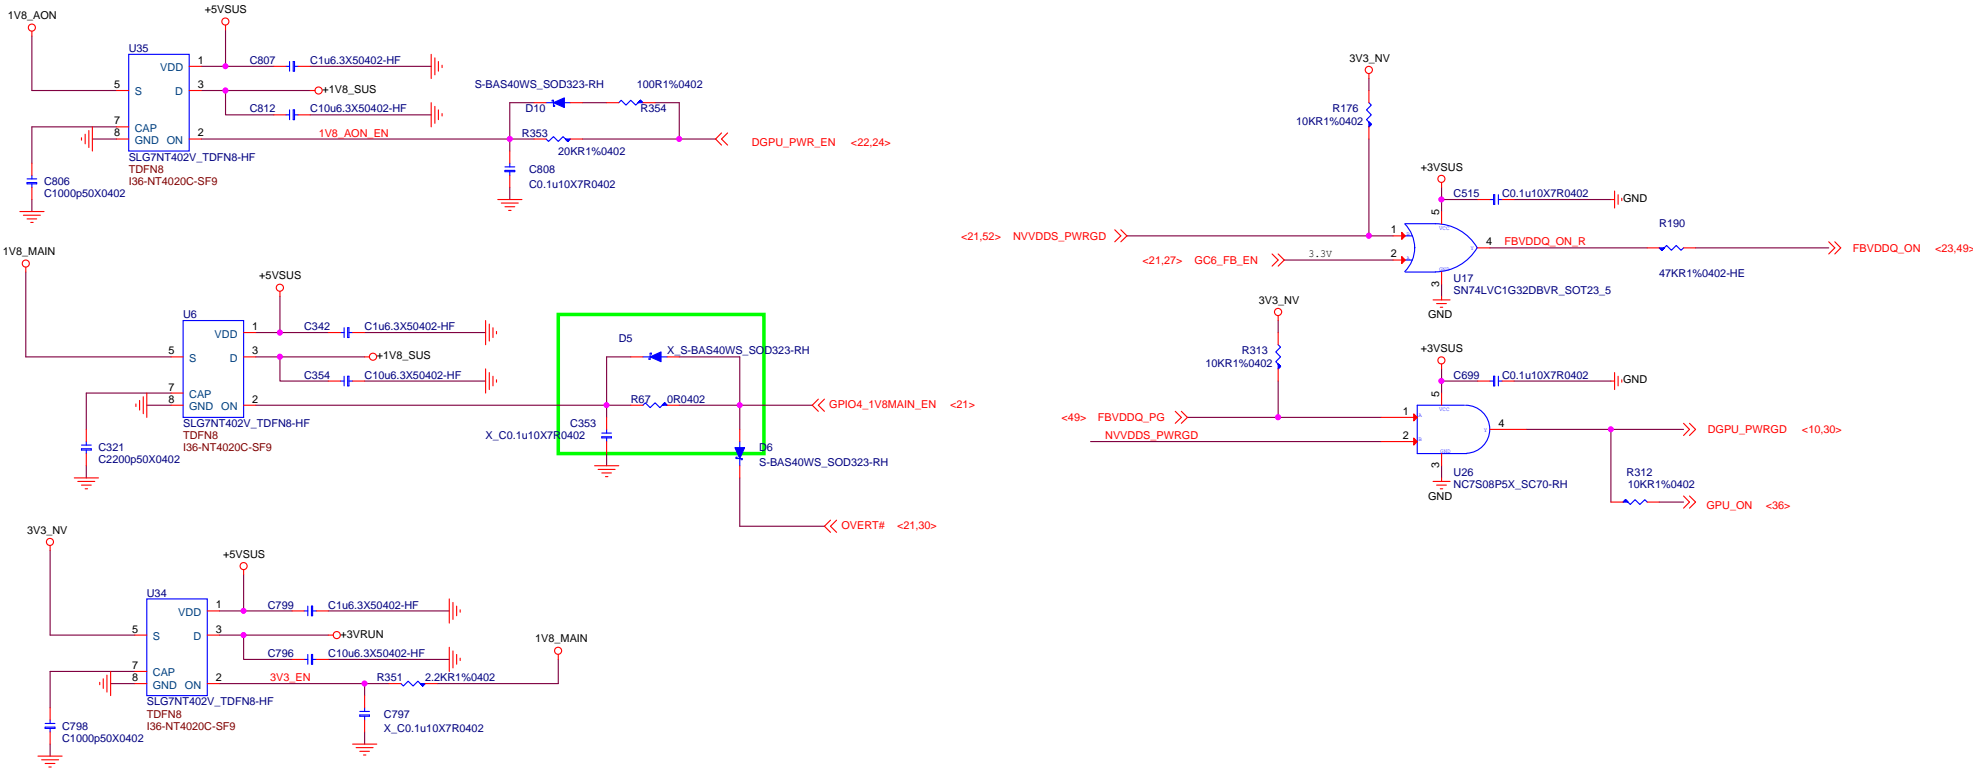 1V8_AON
+5VSUS
U35
VDD
1
C807
C1u6.3X50402-HF
5
S
D
3
+1V8_SUS
C812
C10u6.3X50402-HF
7
CAP
8
GND
ON
2
1V8_AON_EN
SLG7NT402V_TDFN8-HF
TDFN8
I36-NT4020C-SF9
C806
C1000p50X0402
S-BAS40WS_SOD323-RH
100R1%0402
D10
R354
R353
20KR1%0402
DGPU_PWR_EN <22,24>
C808
C0.1u10X7R0402
1V8_MAIN
+5VSUS
U6
VDD
1
C342
C1u6.3X50402-HF
5
S
D
3
+1V8_SUS
C354
C10u6.3X50402-HF
7
CAP
8
GND
ON
2
SLG7NT402V_TDFN8-HF
TDFN8
I36-NT4020C-SF9
C321
C2200p50X0402
D5
X_S-BAS40WS_SOD323-RH
R67
0R0402
GPIO4_1V8MAIN_EN <21>
C353
X_C0.1u10X7R0402
D6
S-BAS40WS_SOD323-RH
OVERT# <21,30>
3V3_NV
+5VSUS
U34
VDD
1
C799
C1u6.3X50402-HF
5
S
D
3
+3VRUN
C796
C10u6.3X50402-HF
7
CAP
8
GND
ON
2
3V3_EN
R351
2.2KR1%0402
1V8_MAIN
SLG7NT402V_TDFN8-HF
TDFN8
I36-NT4020C-SF9
C798
C1000p50X0402
C797
X_C0.1u10X7R0402
3V3_NV
R176
10KR1%0402
+3VSUS
C515
C0.1u10X7R0402
GND
5
VCC
<21,52> NVVDDS_PWRGD
1
4
FBVDDQ_ON_R
R190
47KR1%0402-HE
FBVDDQ_ON <23,49>
<21,27> GC6_FB_EN
3.3V
2
GND
3
U17
SN74LVC1G32DBVR_SOT23_5
GND
3V3_NV
R313
10KR1%0402
+3VSUS
C699
C0.1u10X7R0402
GND
5
VCC
<49> FBVDDQ_PG
1
NVVDDS_PWRGD
2
4
DGPU_PWRGD <10,30>
GND
3
U26
NC7S08P5X_SC70-RH
GND
R312
10KR1%0402
GPU_ON <36>